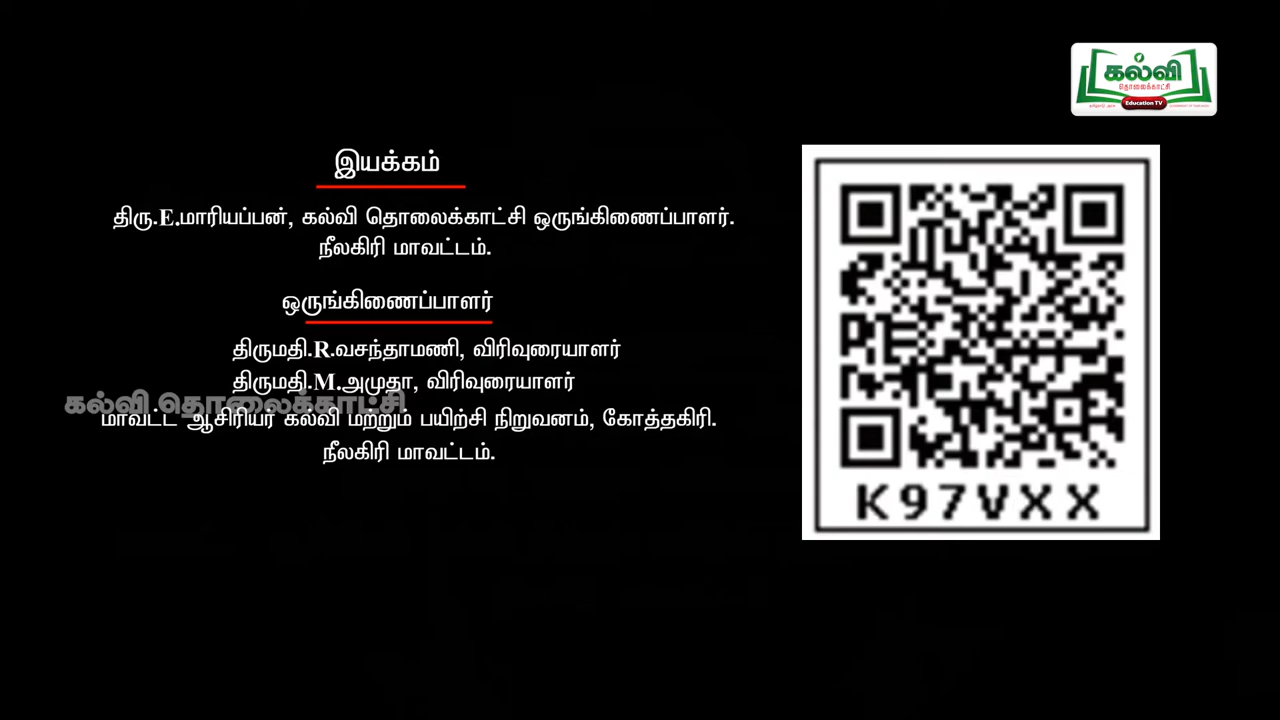 கல்வி
தொலைக்காட்சி
Education TV
இயக்கம்
திரு.E.மாரியப்பன், கல்வி தொலைக்காட்சி ஒருங்கிணைப்பாளர்.
நீலகிரி மாவட்டம்.
ஒருங்கிணைப்பாளர்
திருமதி.R.வசந்தாமணி, விரிவுரையாளர்
திருமதி.M.அமுதா, விரிவுரையாளர்
கல்வி தொலைக்காட்சி
மாவட்ட ஆசிரியர் கல்வி மற்றும் பயிற்சி நிறுவனம், கோத்தகிரி.
நீலகிரி மாவட்டம்.
K97VXX